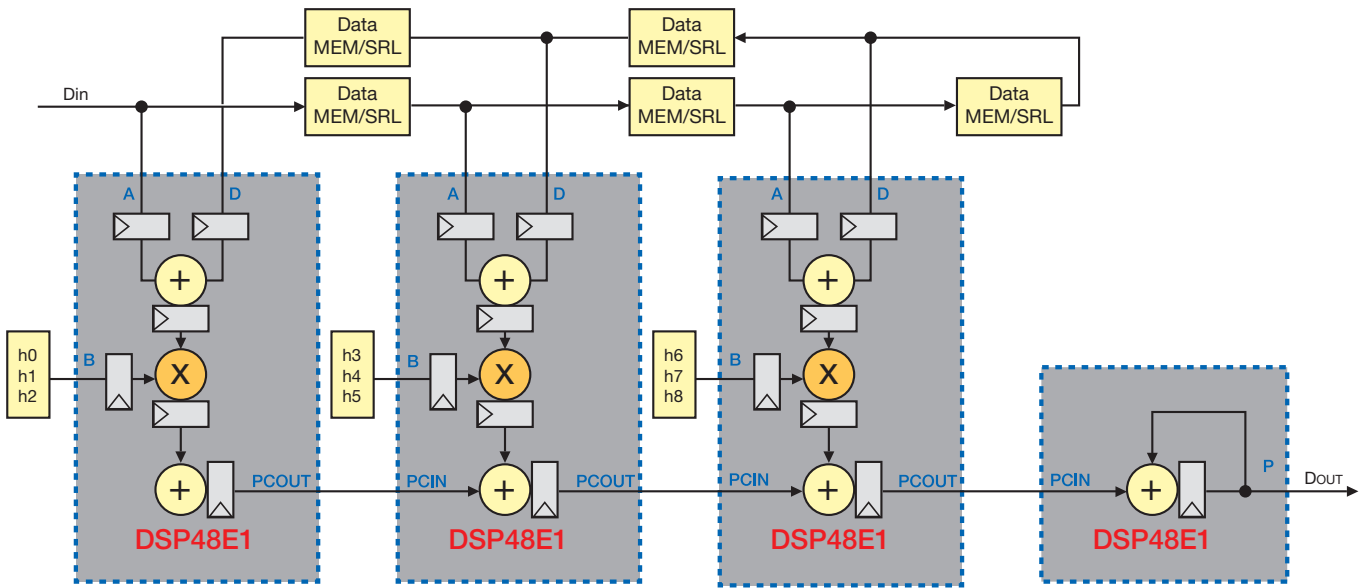 Data
MEM/SRL
Data
MEM/SRL
Din
Data
MEM/SRL
Data
MEM/SRL
Data
MEM/SRL
A
D
A
D
A
D
+
+
+
h0
h1
h2
B
X
h3
h4
h5
B
X
h6
h7
h8
B
X
+
PCOUT
PCIN
+
PCOUT
PCIN
+
PCOUT
PCIN
+
P
DOUT
DSP48E1
DSP48E1
DSP48E1
DSP48E1